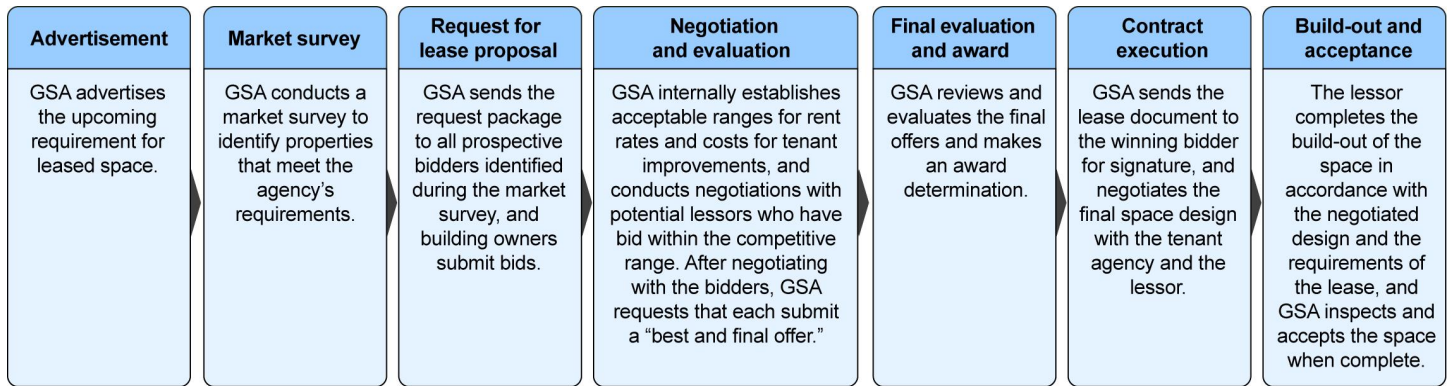 Advertisement
GSA advertises
the upcoming
requirement for
leased space.
Market survey
GSA conducts a
market survey to
identify properties
that meet the
agency’s
requirements.
Request for
lease proposal
GSA sends the
request package
to all prospective
bidders identified
during the market
survey, and
building owners
submit bids.
Negotiation
and evaluation
GSA internally establishes
acceptable ranges for rent
rates and costs for tenant
improvements, and
conducts negotiations with
potential lessors who have
bid within the competitive
range. After negotiating
with the bidders, GSA
requests that each submit
a “best and final offer.”
Final evaluation
and award
GSA reviews and
evaluates the final
offers and makes
an award
determination.
Contract
execution
GSA sends the
lease document to
the winning bidder
for signature, and
negotiates the
final space design
with the tenant
agency and the
lessor.
Build-out and
acceptance
The lessor
completes the
build-out of the
space in
accordance with
the negotiated
design and the
requirements of
the lease, and
GSA inspects and
accepts the space
when complete.